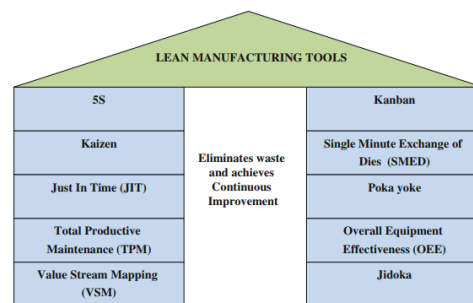 LEAN MANUFACTURING TOOLS
5S
Kaizen
Just In Time (JIT)
Total Productive
Maintenance (TPM)
Value Stream Mapping
(VSM)
Eliminates waste
and achieves
Continuous
Improvement
Kanban
Single Minute Exchange of
Dies (SMED)
Poka yoke
Overall Equipment
Effectiveness (OEE)
Jidoka